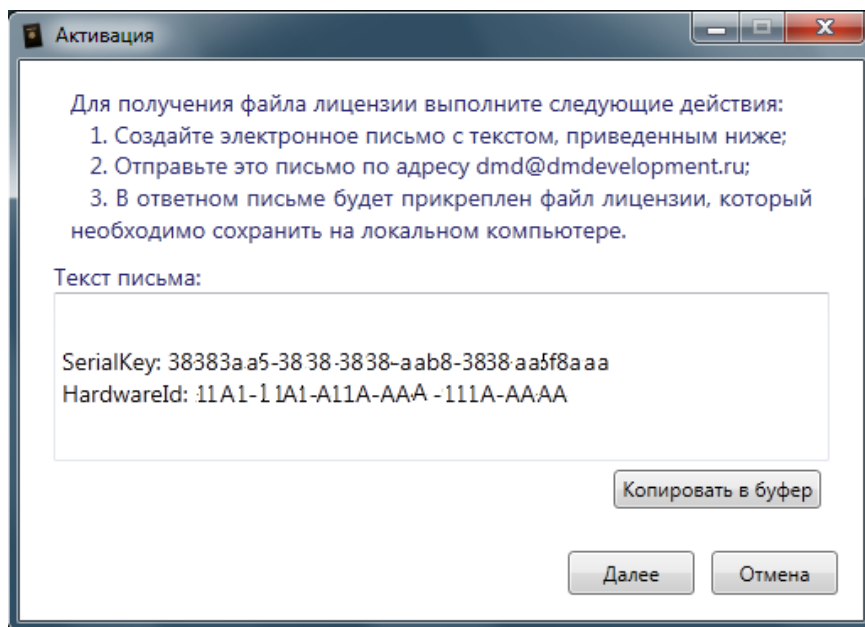 Активация
Для получения файла лицензии выполните следующие действия:
1. Создайте электронное письмо с текстом, приведенным ниже;
2. Отправьте это письмо по адресу dmd@dmdevelopment.ru;
3. В ответном письме будет прикреплен файл лицензии, который
необходимо сохранить на локальном компьютере.
Текст письма:
SerialKey: 38383aa5-3838-3838-aab8-3838aa5f8aaa
HardwareId: 11A1-11A1-A11A-AAA-111A-AAAA
Копировать в буфер
Далее
Отмена